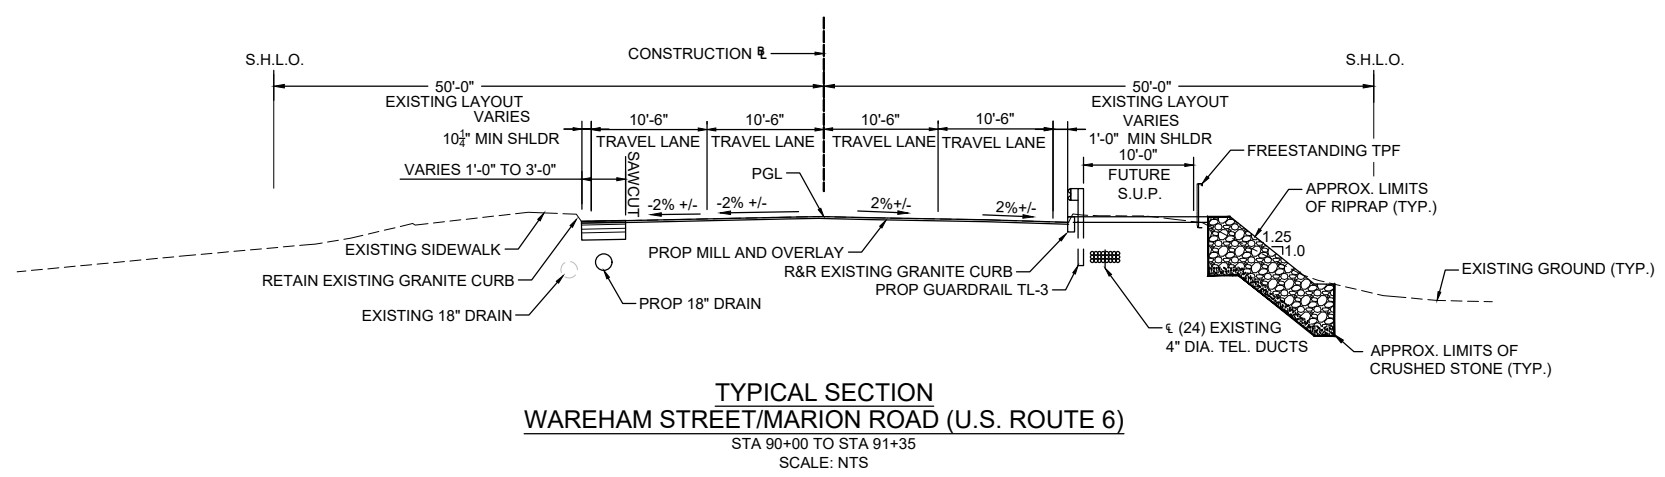 CONSTRUCTION ℄
S.H.L.O.
S.H.L.O.
50'-0"
50'-0"
EXISTING LAYOUT
VARIES
10¼" MIN SHLDR
10'-6"
TRAVEL LANE
10'-6"
TRAVEL LANE
10'-6"
TRAVEL LANE
10'-6"
TRAVEL LANE
EXISTING LAYOUT
VARIES
1'-0" MIN SHLDR
VARIES 1'-0" TO 3'-0"
SAWCUT
PGL
10'-0"
FUTURE
S.U.P.
FREESTANDING TPF
APPROX. LIMITS
OF RIPRAP (TYP.)
-2% +/-
-2% +/-
2%+/-
2%+/-
1.25
1.0
EXISTING SIDEWALK
PROP MILL AND OVERLAY
RETAIN EXISTING GRANITE CURB
R&R EXISTING GRANITE CURB
PROP GUARDRAIL TL-3
EXISTING GROUND (TYP.)
EXISTING 18" DRAIN
PROP 18" DRAIN
℄ (24) EXISTING
4" DIA. TEL. DUCTS
APPROX. LIMITS OF
CRUSHED STONE (TYP.)
TYPICAL SECTION
WAREHAM STREET/MARION ROAD (U.S. ROUTE 6)
STA 90+00 TO STA 91+35
SCALE: NTS